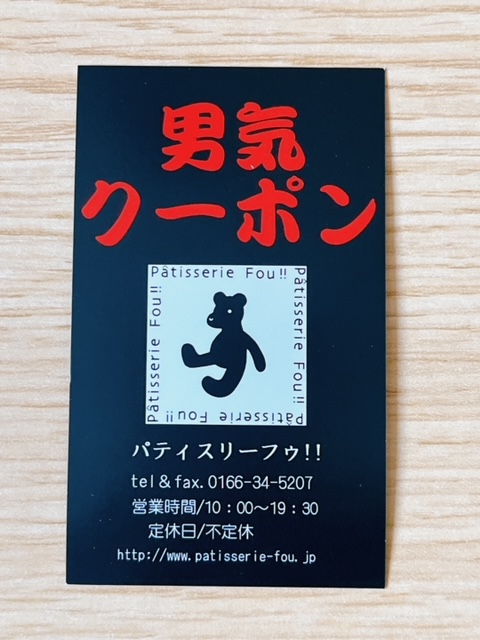 男気
クーポン
Pâtisserie Fou!!
Pâtisserie Fou!!
Pâtisserie Fou!!
Pâtisserie Fou!!
パティスリーフゥ!!
tel＆fax.0166-34-5207
営業時間/10：00～19：30
定休日/不定休
http://www.patisserie-fou.jp